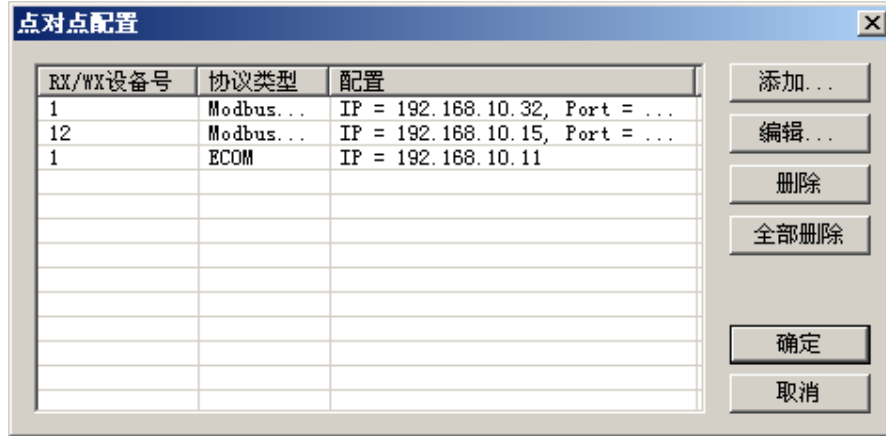 点对点配置
RX/WX设备号 协议类型 配置
1 Modbus... IP = 192.168.10.32, Port = ...
12 Modbus... IP = 192.168.10.15, Port = ...
1 ECOM IP = 192.168.10.11
添加...
编辑...
删除
全部删除
确定
取消